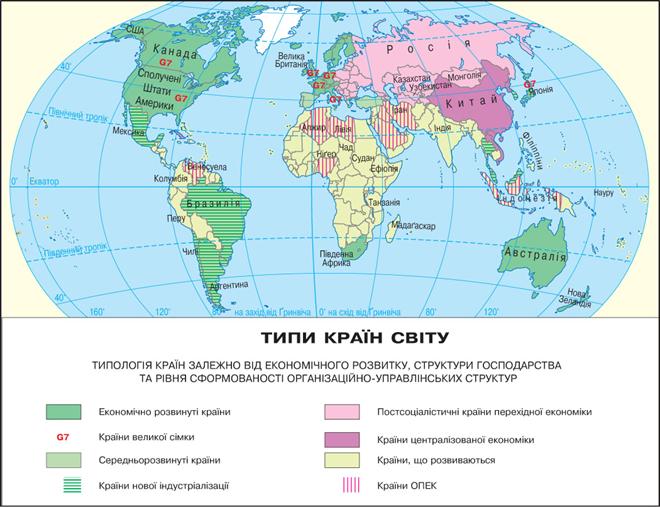 США
Канада
G7
Сполучені
Штати
Америки
G7
Мексика
Велика
Британія
G7
G7
G7
G7
Росія
Казахстан
Узбекистан
Монголія
Китай
G7
Японія
40°
40°
Північний тропік
Алжир
Лівія
Іран
Індія
Нігер
Чад
Судан
Ефіопія
Філіппіни
Венесуела
Колумбія
0°
Екватор
0°
Індонезія
Науру
Бразилія
Перу
Танзанія
Мадагаскар
Південний тропік
Чилі
Південна
Африка
Австралія
Аргентина
Нова
Зеландія
40°
40°
160°
120°
на захід від Гринвіча
0°
на схід від Гринвіча
120°
160°
ТИПИ КРАЇН СВІТУ
ТИПОЛОГІЯ КРАЇН ЗАЛЕЖНО ВІД ЕКОНОМІЧНОГО РОЗВИТКУ, СТРУКТУРИ ГОСПОДАРСТВА
ТА РІВНЯ СФОРМОВАНОСТІ ОРГАНІЗАЦІЙНО-УПРАВЛІНСЬКИХ СТРУКТУР
Економічно розвинуті країни
G7 Країни великої сімки
Середньорозвинуті країни
Країни нової індустріалізації
Постсоціалістичні країни перехідної економіки
Країни централізованої економіки
Країни, що розвиваються
Країни ОПЕК